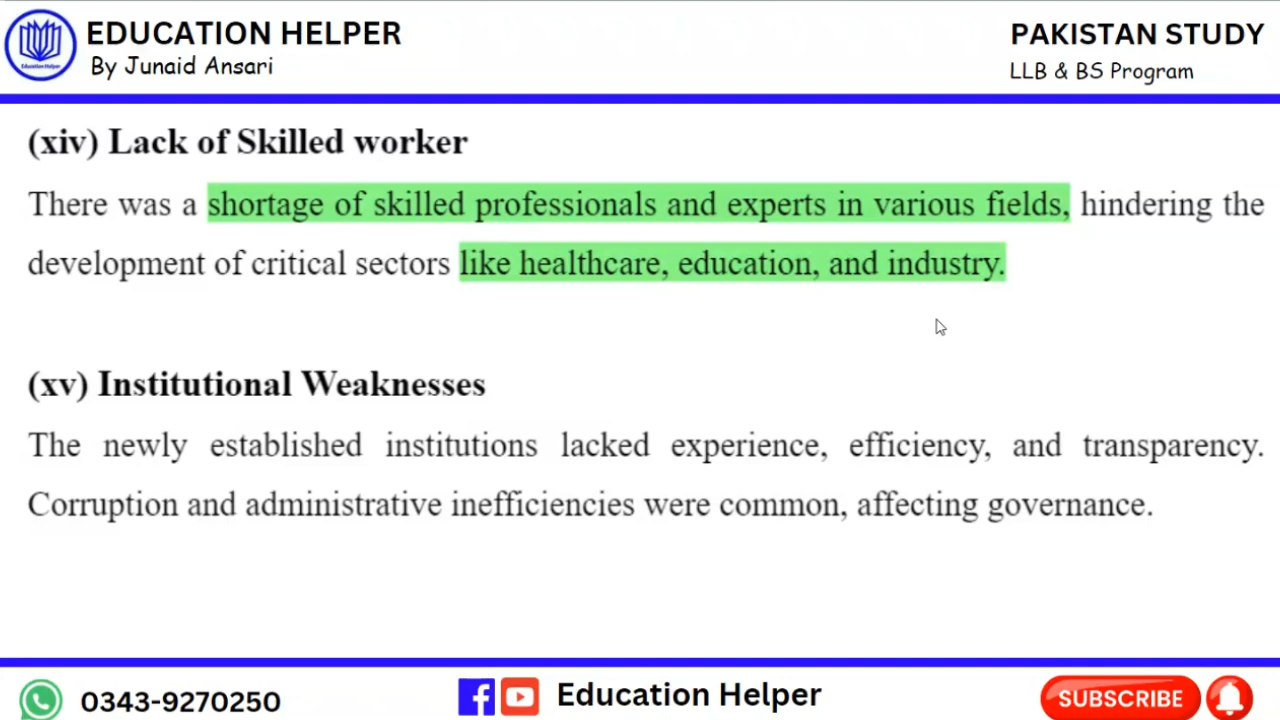 EDUCATION HELPER
By Junaid Ansari
Education Helper
PAKISTAN STUDY
LLB & BS Program
(xiv) Lack of Skilled worker
There was a shortage of skilled professionals and experts in various fields, hindering the
development of critical sectors like healthcare, education, and industry.
(xv) Institutional Weaknesses
The newly established institutions lacked experience, efficiency, and transparency.
Corruption and administrative inefficiencies were common, affecting governance.
0343-9270250
Education Helper
SUBSCRIBE